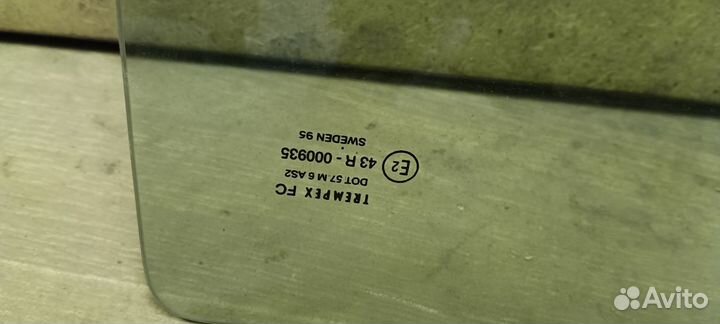 TREMPEX FC
DOT 57 M 6 AS2
E2 43 R - 000935
SWEDEN 95
Avito